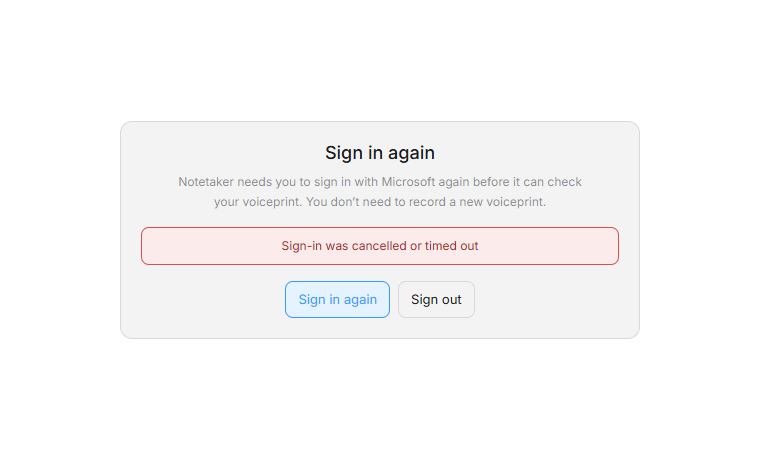 Sign in again
Notetaker needs you to sign in with Microsoft again before it can check
your voiceprint. You don't need to record a new voiceprint.
Sign-in was cancelled or timed out
Sign in again
Sign out